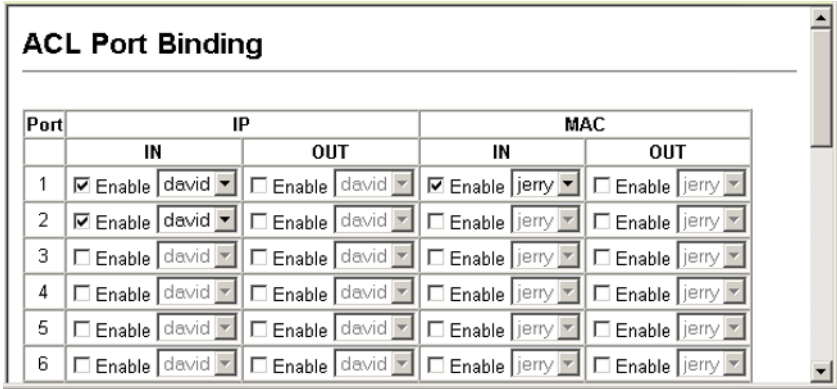 ACL Port Binding
Port IP MAC
IN OUT IN OUT
1 Enable david Enable david Enable jerry Enable jerry
2 Enable david Enable david Enable jerry Enable jerry
3 Enable david Enable david Enable jerry Enable jerry
4 Enable david Enable david Enable jerry Enable jerry
5 Enable david Enable david Enable jerry Enable jerry
6 Enable david Enable david Enable jerry Enable jerry